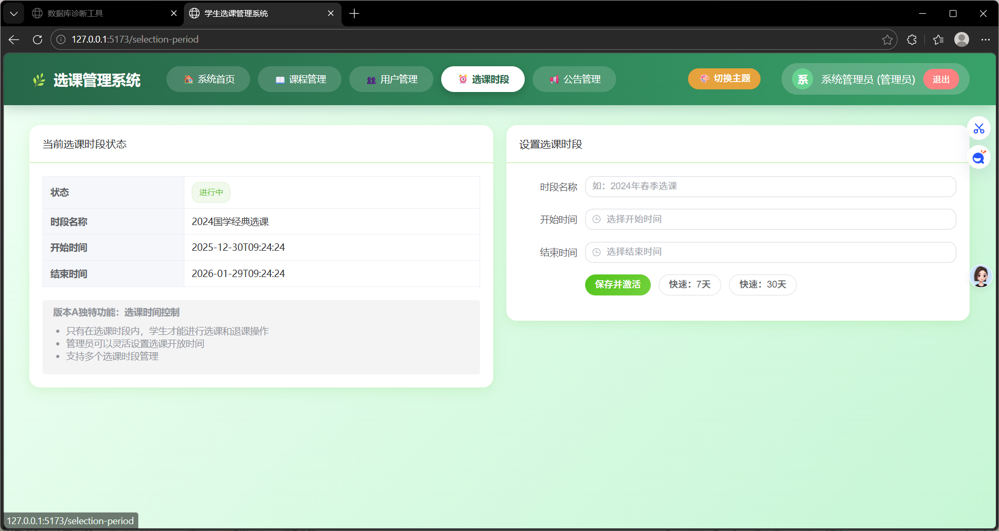 数据库诊断工具
学生选课管理系统
127.0.0.1:5173/selection-period
选课管理系统
系统首页
课程管理
用户管理
选课时段
公告管理
切换主题
系
系统管理员 (管理员)
退出
当前选课时段状态
状态
进行中
时段名称
2024国学经典选课
开始时间
2025-12-30T09:24:24
结束时间
2026-01-29T09:24:24
版本A独特功能：选课时间控制
只有在选课时段内，学生才能进行选课和退课操作
管理员可以灵活设置选课开放时间
支持多个选课时段管理
设置选课时段
时段名称
如：2024年春季选课
开始时间
选择开始时间
结束时间
选择结束时间
保存并激活
快速：7天
快速：30天
127.0.0.1:5173/selection-period